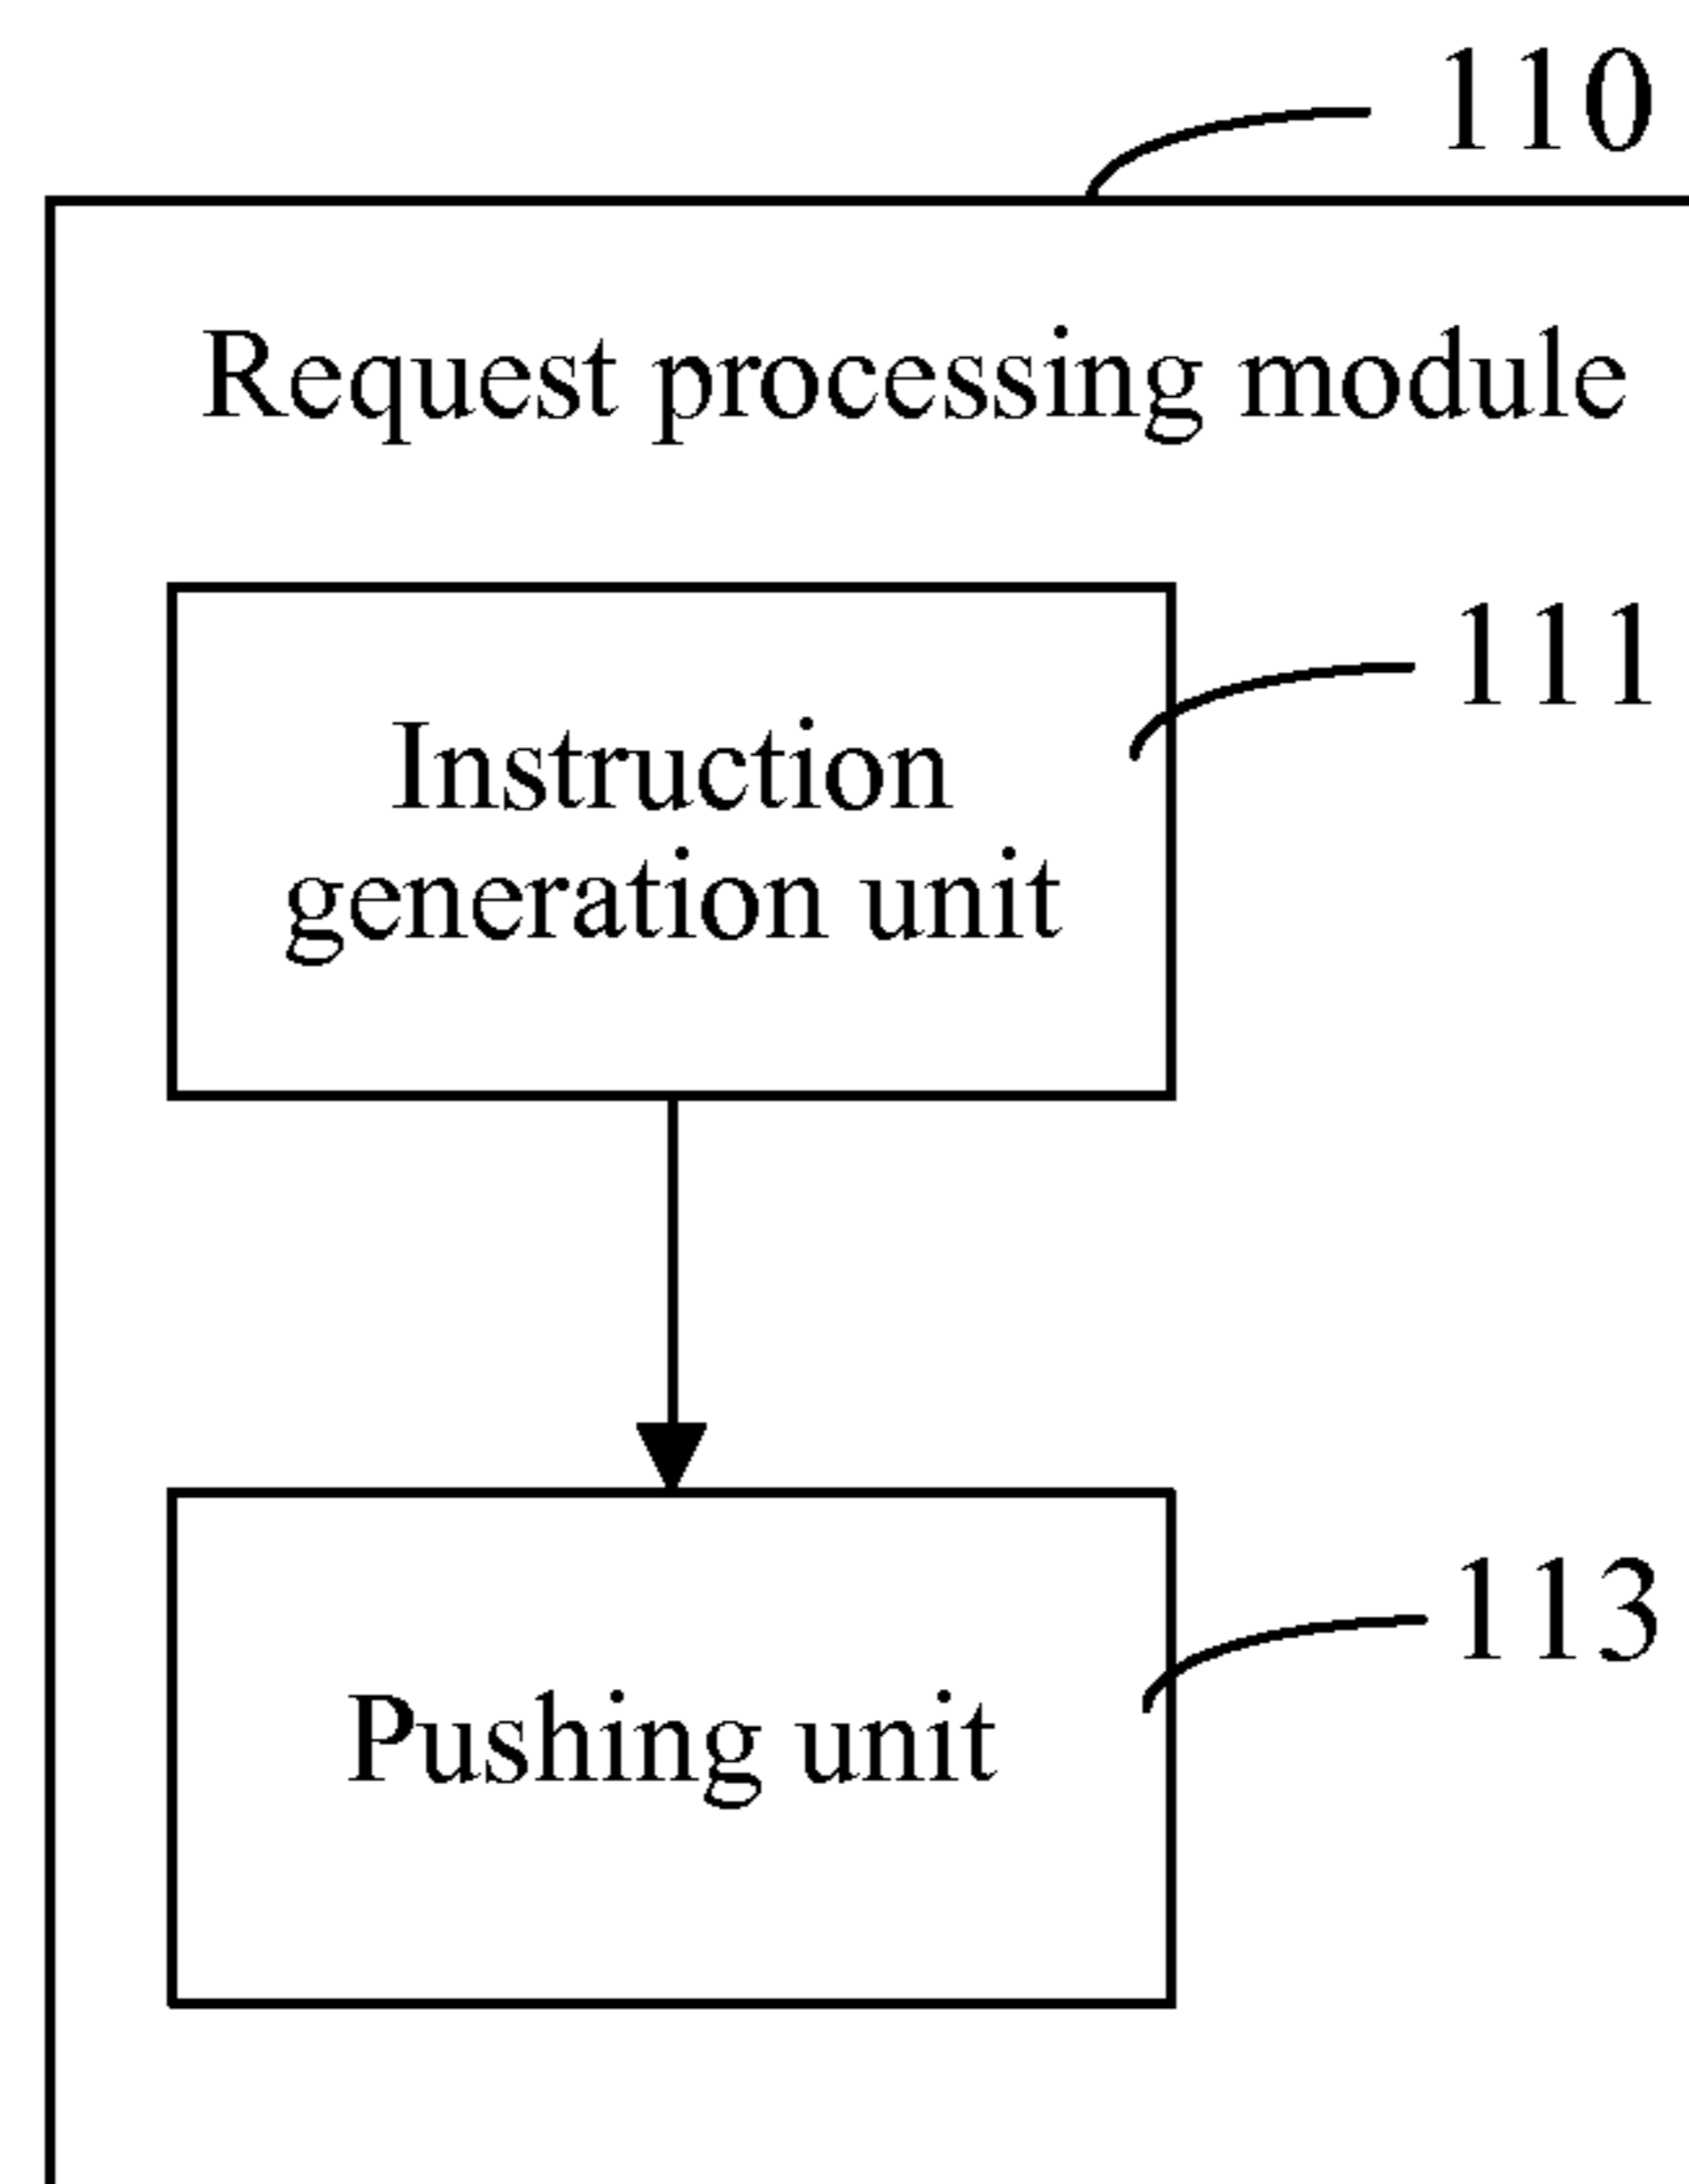 110
Request processing module
111
Instruction
generation unit
113
Pushing unit